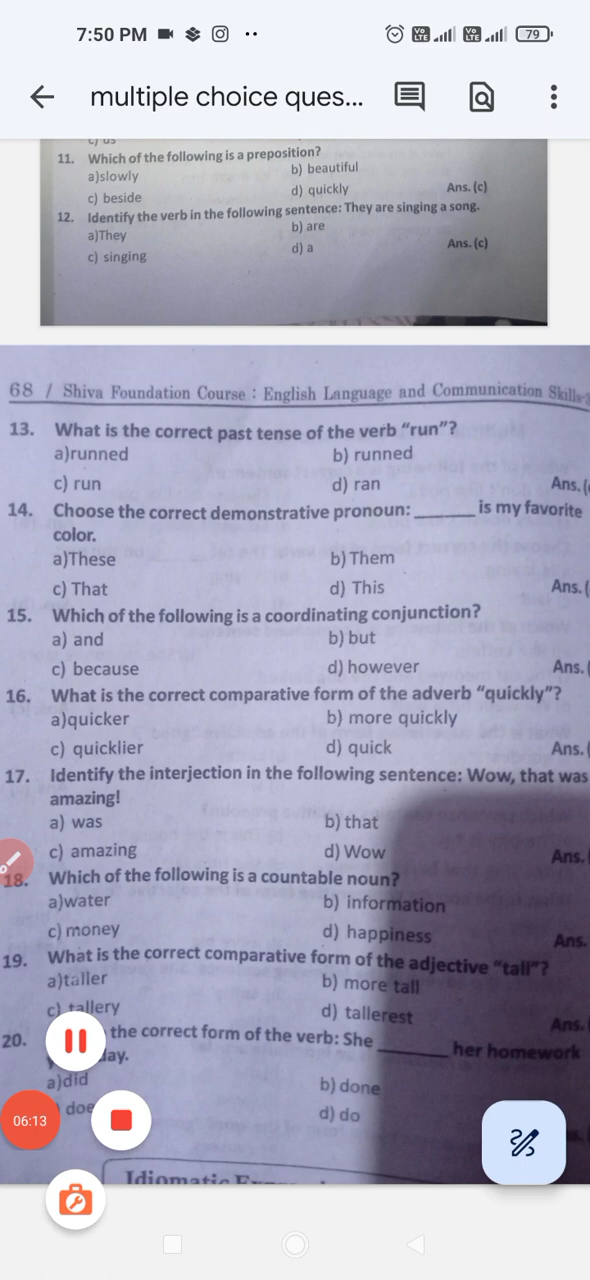 7:50 PM
Vo LTE Vo LTE 79
multiple choice ques...
11. Which of the following is a preposition?
a)slowly b) beautiful
c) beside d) quickly Ans. (c)
12. Identify the verb in the following sentence: They are singing a song.
a)They b) are
c) singing d) a Ans. (c)
68 / Shiva Foundation Course : English Language and Communication Skills-
13. What is the correct past tense of the verb “run”?
a)runned b) runned
c) run d) ran Ans. (
14. Choose the correct demonstrative pronoun: ______ is my favorite
color.
a)These b) Them
c) That d) This Ans. (
15. Which of the following is a coordinating conjunction?
a) and b) but
c) because d) however Ans. (
16. What is the correct comparative form of the adverb “quickly”?
a)quicker b) more quickly
c) quicklier d) quick Ans. (
17. Identify the interjection in the following sentence: Wow, that was
amazing!
a) was b) that
c) amazing d) Wow Ans.
18. Which of the following is a countable noun?
a)water b) information
c) money d) happiness Ans.
19. What is the correct comparative form of the adjective “tall”?
a)taller b) more tall
c) tallery d) tallerest Ans.
20. the correct form of the verb: She ______ her homework
day.
a)did b) done
doe d) do
06:13
Idiomatic